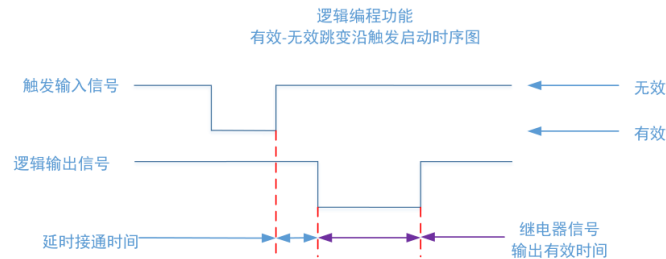 逻辑编程功能
有效-无效跳变沿触发启动时序图
触发输入信号
无效
有效
逻辑输出信号
延时接通时间
继电器信号
输出有效时间